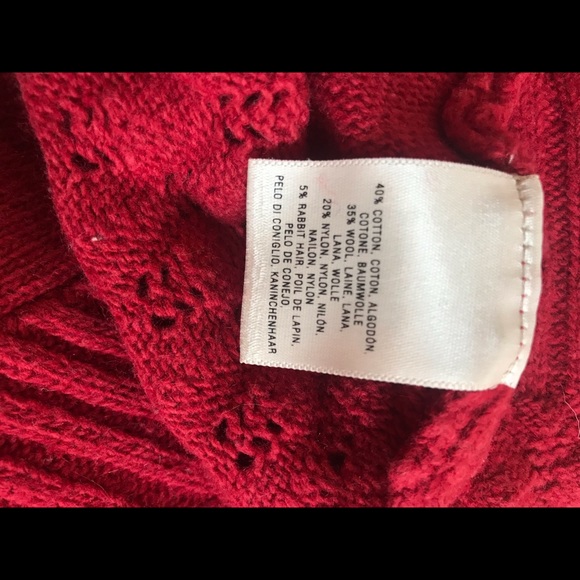 40% COTTON, COTON, ALGODÓN,
COTONE, BAUMWOLLE
35% WOOL, LAINE, LANA,
LANA, WOLLE
20% NYLON, NYLON, NILÓN,
NAILON, NYLON
5% RABBIT HAIR, POIL DE LAPIN,
PELO DE CONEJO,
PELO DI CONIGLIO, KANINCHENHAAR